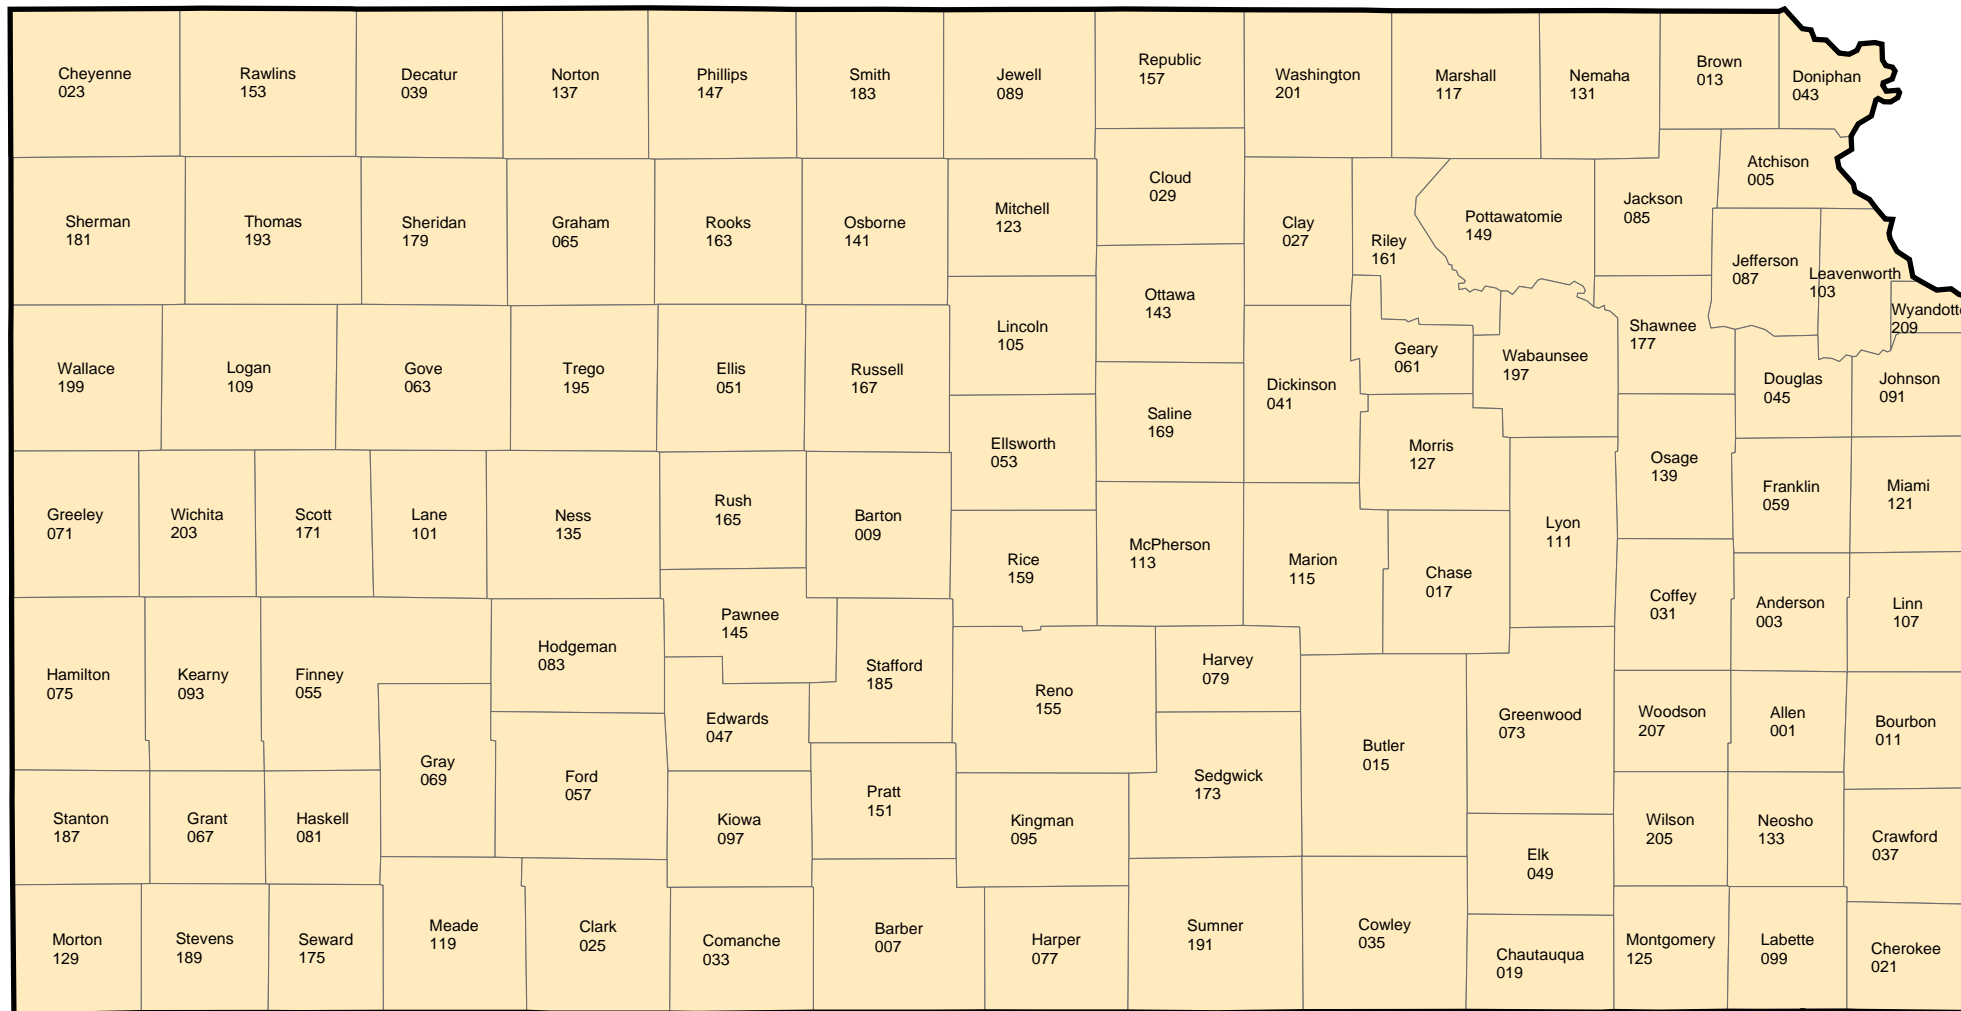 Cheyenne
023
Rawlins
153
Decatur
039
Norton
137
Phillips
147
Smith
183
Jewell
089
Republic
157
Washington
201
Marshall
117
Nemaha
131
Brown
013
Doniphan
043
Sherman
181
Thomas
193
Sheridan
179
Graham
065
Rooks
163
Osborne
141
Mitchell
123
Cloud
029
Clay
027
Riley
161
Pottawatomie
149
Jackson
085
Atchison
005
Jefferson
087
Leavenworth
103
Wyandott
209
Wallace
199
Logan
109
Gove
063
Trego
195
Ellis
051
Russell
167
Lincoln
105
Ottawa
143
Saline
169
Dickinson
041
Geary
061
Wabaunsee
197
Shawnee
177
Douglas
045
Johnson
091
Greeley
071
Wichita
203
Scott
171
Lane
101
Ness
135
Rush
165
Barton
009
Ellsworth
053
Rice
159
McPherson
113
Marion
115
Morris
127
Chase
017
Lyon
111
Osage
139
Franklin
059
Miami
121
Hamilton
075
Kearny
093
Finney
055
Hodgeman
083
Pawnee
145
Edwards
047
Stafford
185
Reno
155
Harvey
079
Butler
015
Greenwood
073
Coffey
031
Anderson
003
Linn
107
Woodson
207
Allen
001
Bourbon
011
Stanton
187
Grant
067
Haskell
081
Gray
069
Ford
057
Kiowa
097
Pratt
151
Kingman
095
Sedgwick
173
Elk
049
Wilson
205
Neosho
133
Crawford
037
Morton
129
Stevens
189
Seward
175
Meade
119
Clark
025
Comanche
033
Barber
007
Harper
077
Sumner
191
Cowley
035
Chautauqua
019
Montgomery
125
Labette
099
Cherokee
021